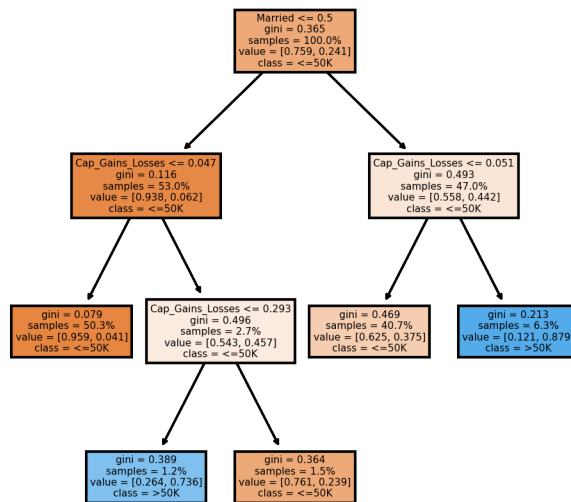 Married <= 0.5
gini = 0.365
samples = 100.0%
value = [0.759, 0.241]
class = <=50K
Cap_Gains_Losses <= 0.047
gini = 0.116
samples = 53.0%
value = [0.938, 0.062]
class = <=50K
Cap_Gains_Losses <= 0.051
gini = 0.493
samples = 47.0%
value = [0.558, 0.442]
class = <=50K
gini = 0.079
samples = 50.3%
value = [0.959, 0.041]
class = <=50K
Cap_Gains_Losses <= 0.293
gini = 0.496
samples = 2.7%
value = [0.543, 0.457]
class = <=50K
gini = 0.469
samples = 40.7%
value = [0.625, 0.375]
class = <=50K
gini = 0.213
samples = 6.3%
value = [0.121, 0.879]
class = >50K
gini = 0.389
samples = 1.2%
value = [0.264, 0.736]
class = >50K
gini = 0.364
samples = 1.5%
value = [0.761, 0.239]
class = <=50K